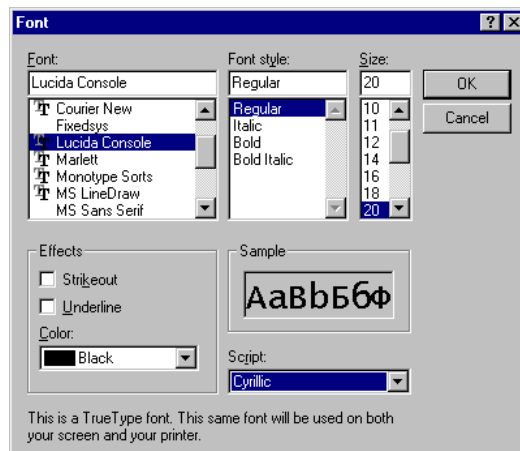 Font
Font: Font style: Size:
Lucida Console Regular 20 OK
Courier New Regular 10 Cancel
Fixedsys Italic 11
Lucida Console Bold 12
Marlett Bold Italic 14
Monotype Sorts 16
MS LineDraw 18
MS Sans Serif 20
Effects Sample
Strikeout
Underline
AaBbБбФ
Color:
Black
Script:
Cyrillic
This is a TrueType font. This same font will be used on both
your screen and your printer.